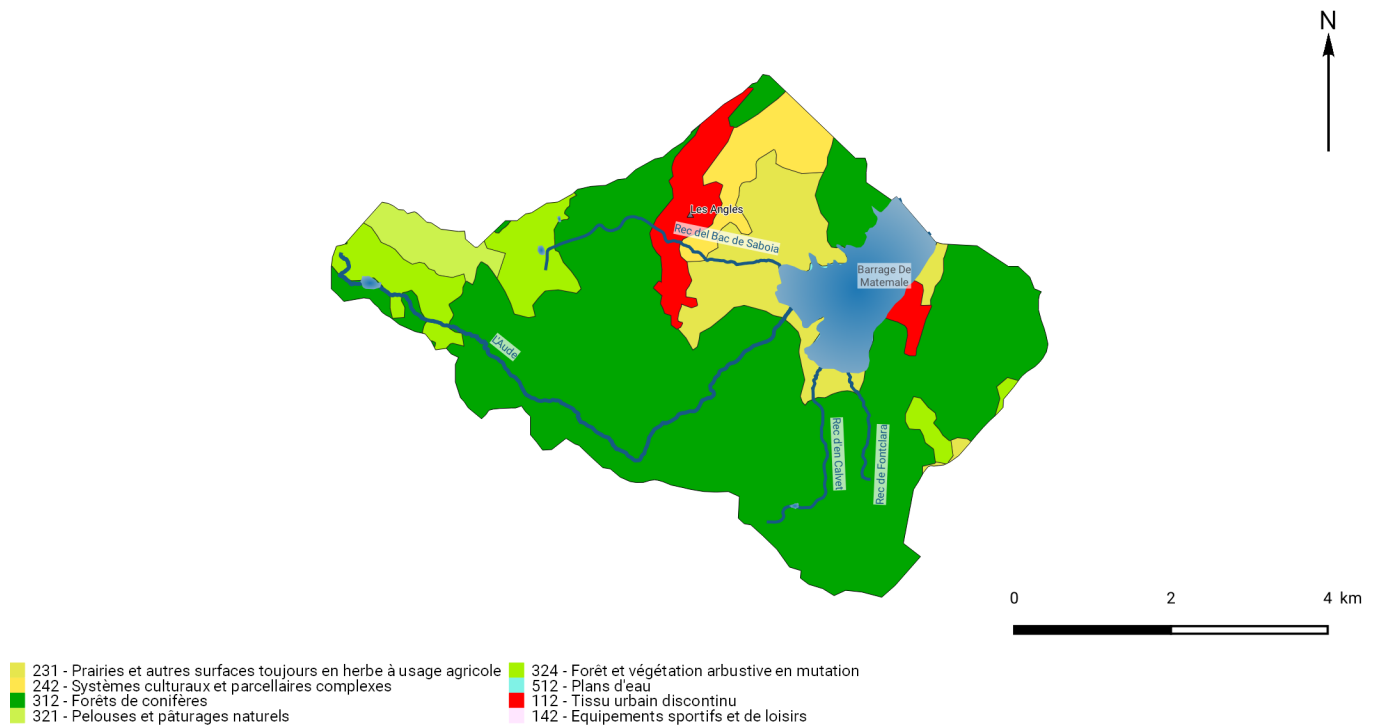 N
Les Angles
Rec del Bac de Saboia
Barrage De
Matemale
L'Aude
Rec d'en Calvet
Rec de Fontclara
0 2 4 km
231 - Prairies et autres surfaces toujours en herbe à usage agricole
242 - Systèmes culturaux et parcellaires complexes
312 - Forêts de conifères
321 - Pelouses et pâturages naturels
324 - Forêt et végétation arbustive en mutation
512 - Plans d'eau
112 - Tissu urbain discontinu
142 - Equipements sportifs et de loisirs